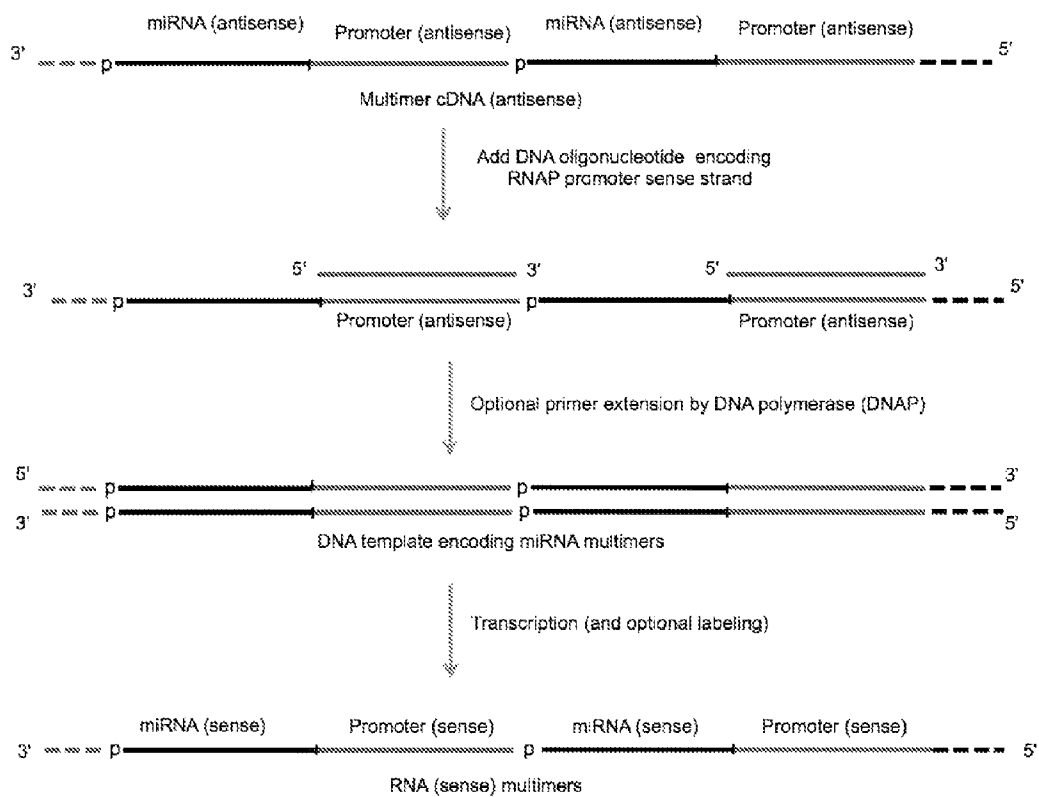 miRNA (antisense) Promoter (antisense) miRNA (antisense) Promoter (antisense)
3' p p 5'
Multimer cDNA (antisense)
Add DNA oligonucleotide encoding
RNAP promoter sense strand
5' 3' 5' 3'
3' p p 5'
Promoter (antisense) Promoter (antisense)
Optional primer extension by DNA polymerase (DNAP)
5' p p 3'
3' p p 5'
DNA template encoding miRNA multimers
Transcription (and optional labeling)
miRNA (sense) Promoter (sense) miRNA (sense) Promoter (sense)
3' p p 5'
RNA (sense) multimers